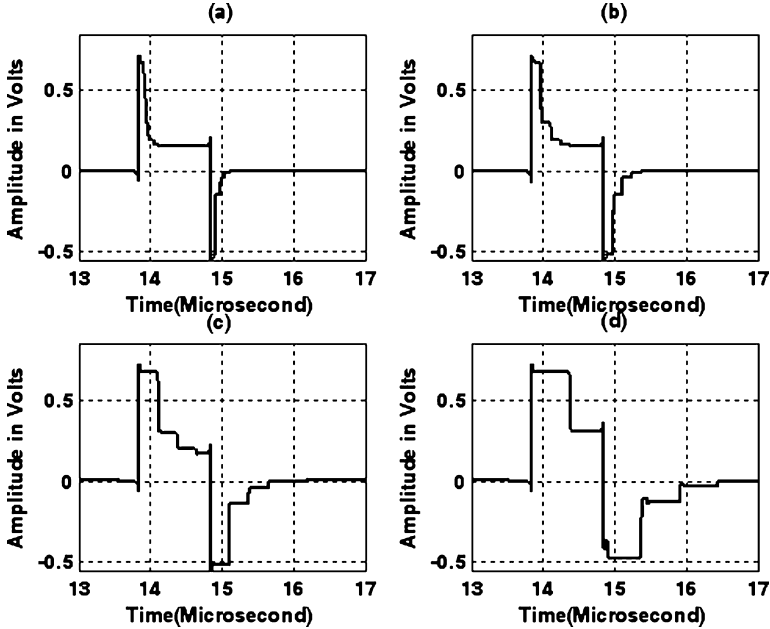 (a) (b)
Amplitude in Volts Amplitude in Volts
0.5 0.5
0 0
-0.5 -0.5
13 14 15 16 17 13 14 15 16 17
Time(Microsecond) Time(Microsecond)
(c) (d)
Amplitude in Volts Amplitude in Volts
0.5 0.5
0 0
-0.5 -0.5
13 14 15 16 17 13 14 15 16 17
Time(Microsecond) Time(Microsecond)